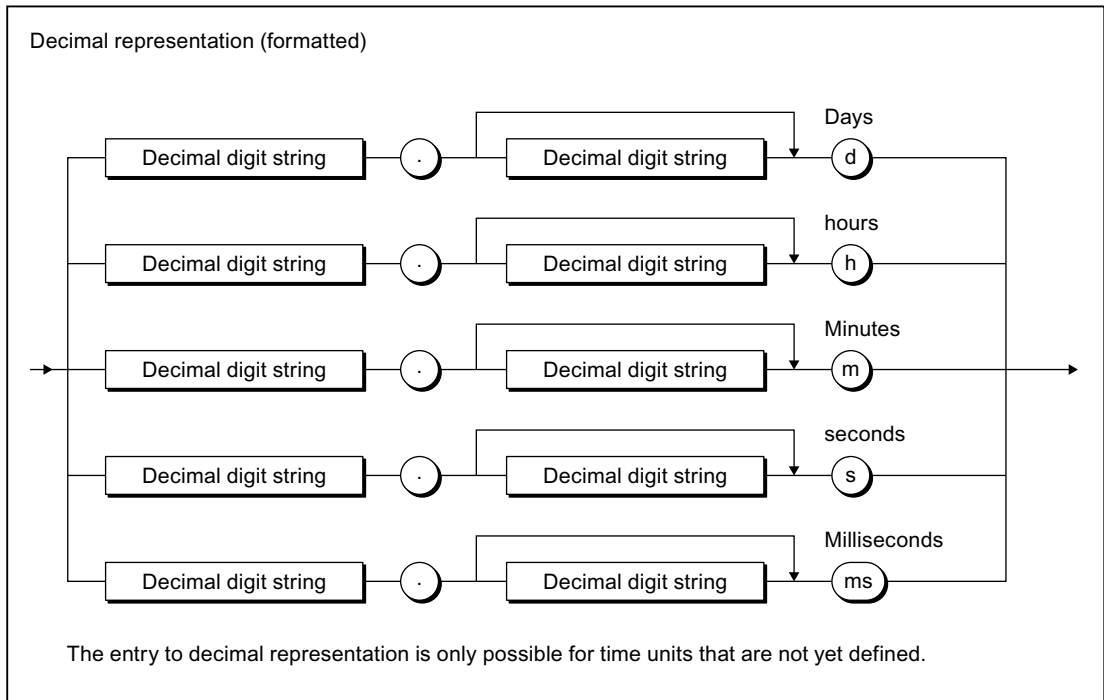 Decimal representation (formatted)
Days
Decimal digit string . Decimal digit string d
hours
Decimal digit string . Decimal digit string h
Minutes
Decimal digit string . Decimal digit string m
seconds
Decimal digit string . Decimal digit string s
Milliseconds
Decimal digit string . Decimal digit string ms
The entry to decimal representation is only possible for time units that are not yet defined.